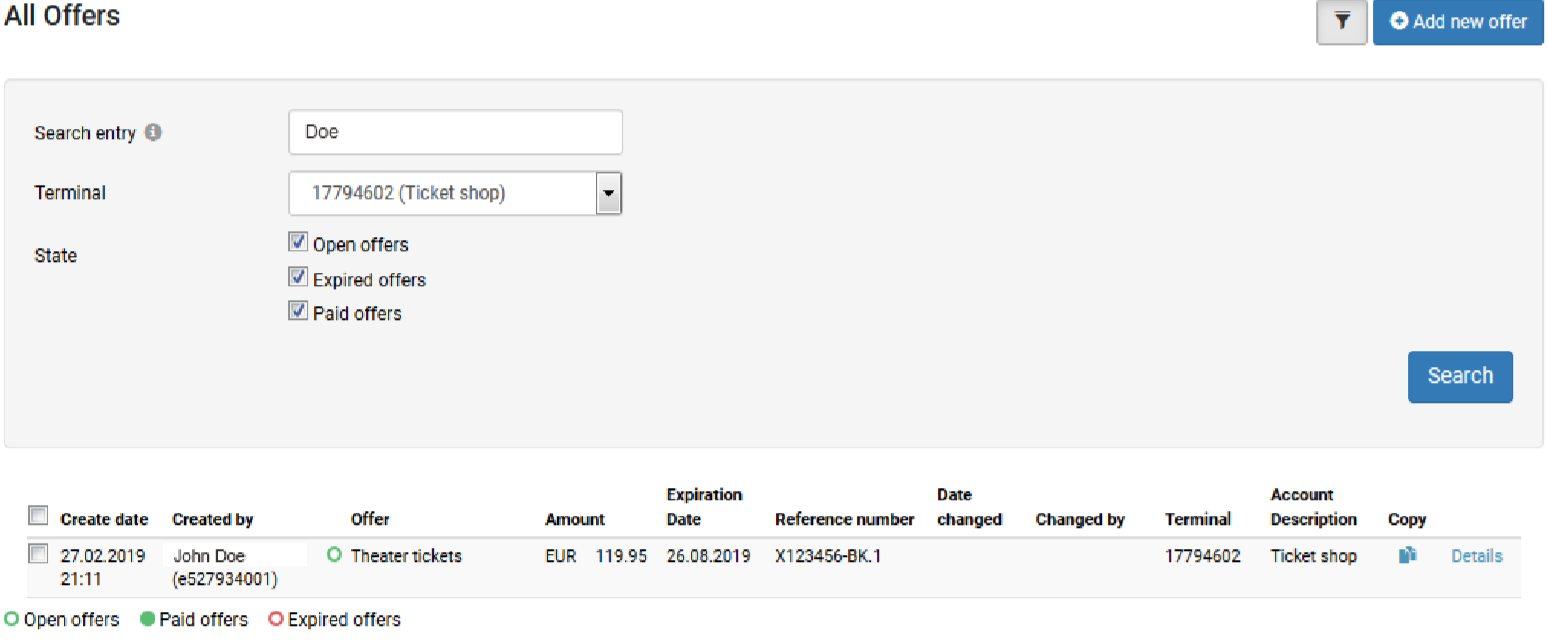 All Offers
Add new offer
Search entry
Doe
Terminal
17794602 (Ticket shop)
State
Open offers
Expired offers
Paid offers
Search
Create date Created by Offer Amount Expiration Date Reference number Date changed Changed by Terminal Account Description Copy
27.02.2019 John Doe Theater tickets EUR 119.95 26.08.2019 X123456-BK.1 17794602 Ticket shop Details
21:11 (e527934001)
Open offers Paid offers Expired offers